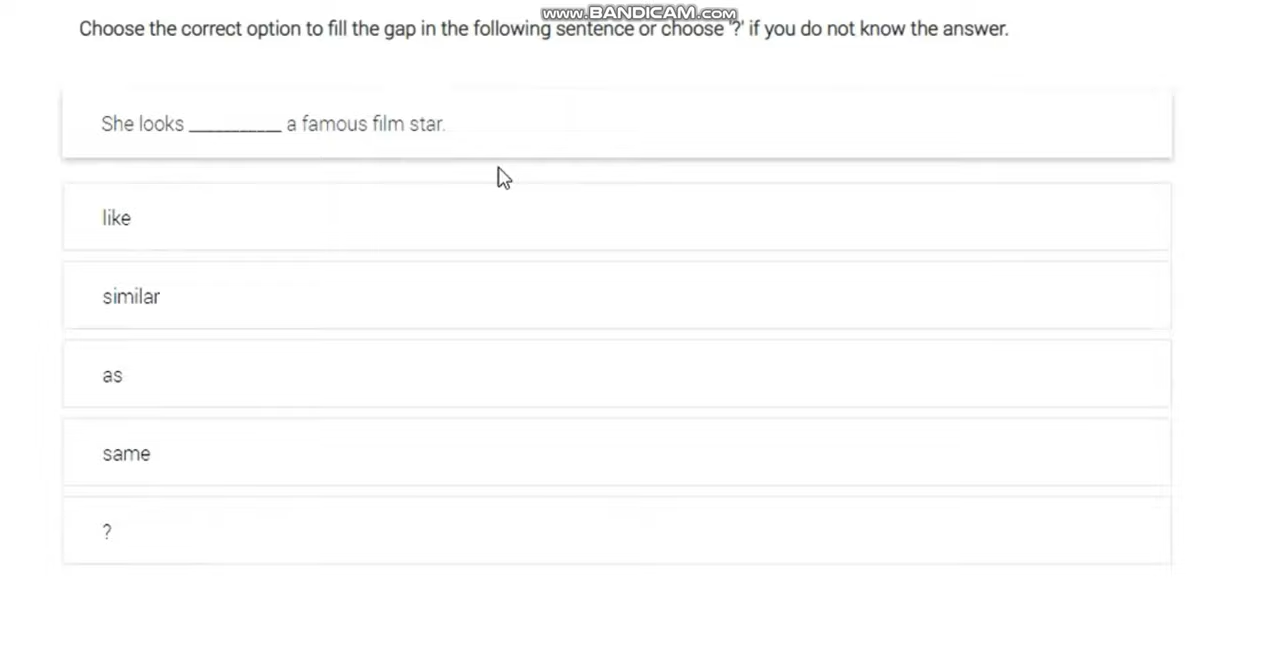 www.BANDICAM.com
Choose the correct option to fill the gap in the following sentence or choose '?' if you do not know the answer.
She looks __________ a famous film star.
like
similar
as
same
?